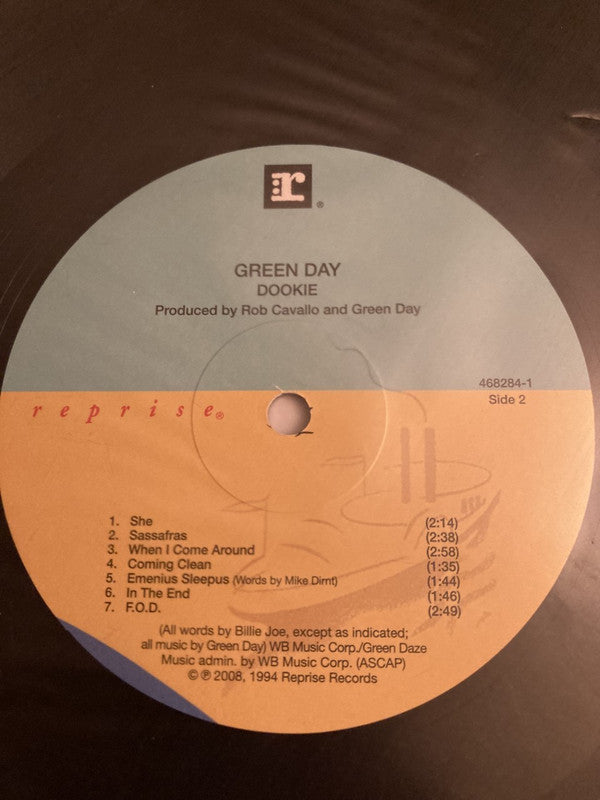 r®
GREEN DAY
DOOKIE
Produced by Rob Cavallo and Green Day
468284-1
Side 2
reprise®
1. She (2:14)
2. Sassafras (2:38)
3. When I Come Around (2:58)
4. Coming Clean (1:35)
5. Emenius Sleepus (Words by Mike Dirnt) (1:44)
6. In The End (1:46)
7. F.O.D. (2:49)
(All words by Billie Joe, except as indicated;
all music by Green Day) WB Music Corp./Green Daze
Music admin. by WB Music Corp. (ASCAP)
© ℗ 2008, 1994 Reprise Records